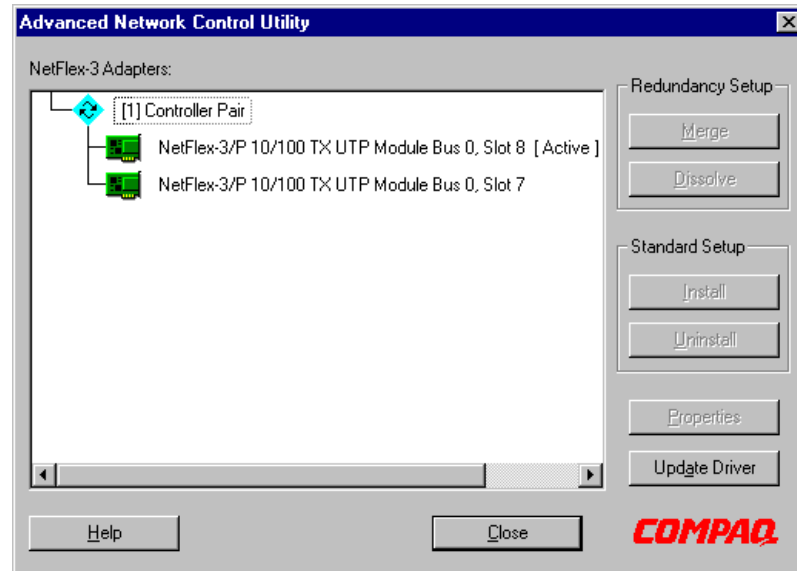 Advanced Network Control Utility
NetFlex-3 Adapters:
[1] Controller Pair
NetFlex-3/P 10/100 TX UTP Module Bus 0, Slot 8 [ Active ]
NetFlex-3/P 10/100 TX UTP Module Bus 0, Slot 7
Redundancy Setup
Merge
Dissolve
Standard Setup
Install
Uninstall
Properties
Update Driver
Help
Close
COMPAQ